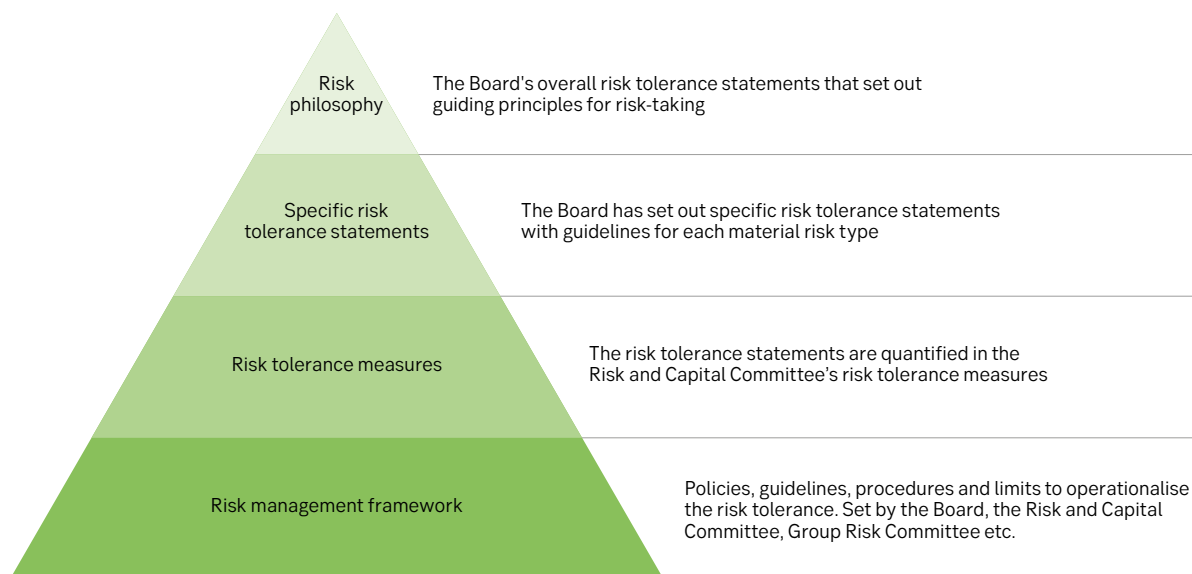 Risk
philosophy
The Board's overall risk tolerance statements that set out
guiding principles for risk-taking
Specific risk
tolerance statements
The Board has set out specific risk tolerance statements
with guidelines for each material risk type
Risk tolerance measures
The risk tolerance statements are quantified in the
Risk and Capital Committee's risk tolerance measures
Risk management framework
Policies, guidelines, procedures and limits to operationalise
the risk tolerance. Set by the Board, the Risk and Capital
Committee, Group Risk Committee etc.